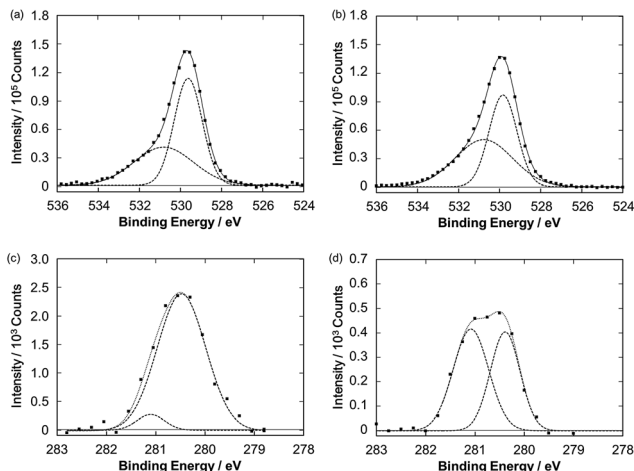 (a)
1.8
1.5
1.2
0.9
0.6
0.3
0
Intensity / 10⁵ Counts
536 534 532 530 528 526 524
Binding Energy / eV
(b)
1.8
1.5
1.2
0.9
0.6
0.3
0
Intensity / 10⁵ Counts
536 534 532 530 528 526 524
Binding Energy / eV
(c)
3.0
2.5
2.0
1.5
1.0
0.5
0.0
Intensity / 10³ Counts
283 282 281 280 279 278
Binding Energy / eV
(d)
0.7
0.6
0.5
0.4
0.3
0.2
0.1
0
Intensity / 10³ Counts
283 282 281 280 279 278
Binding Energy / eV